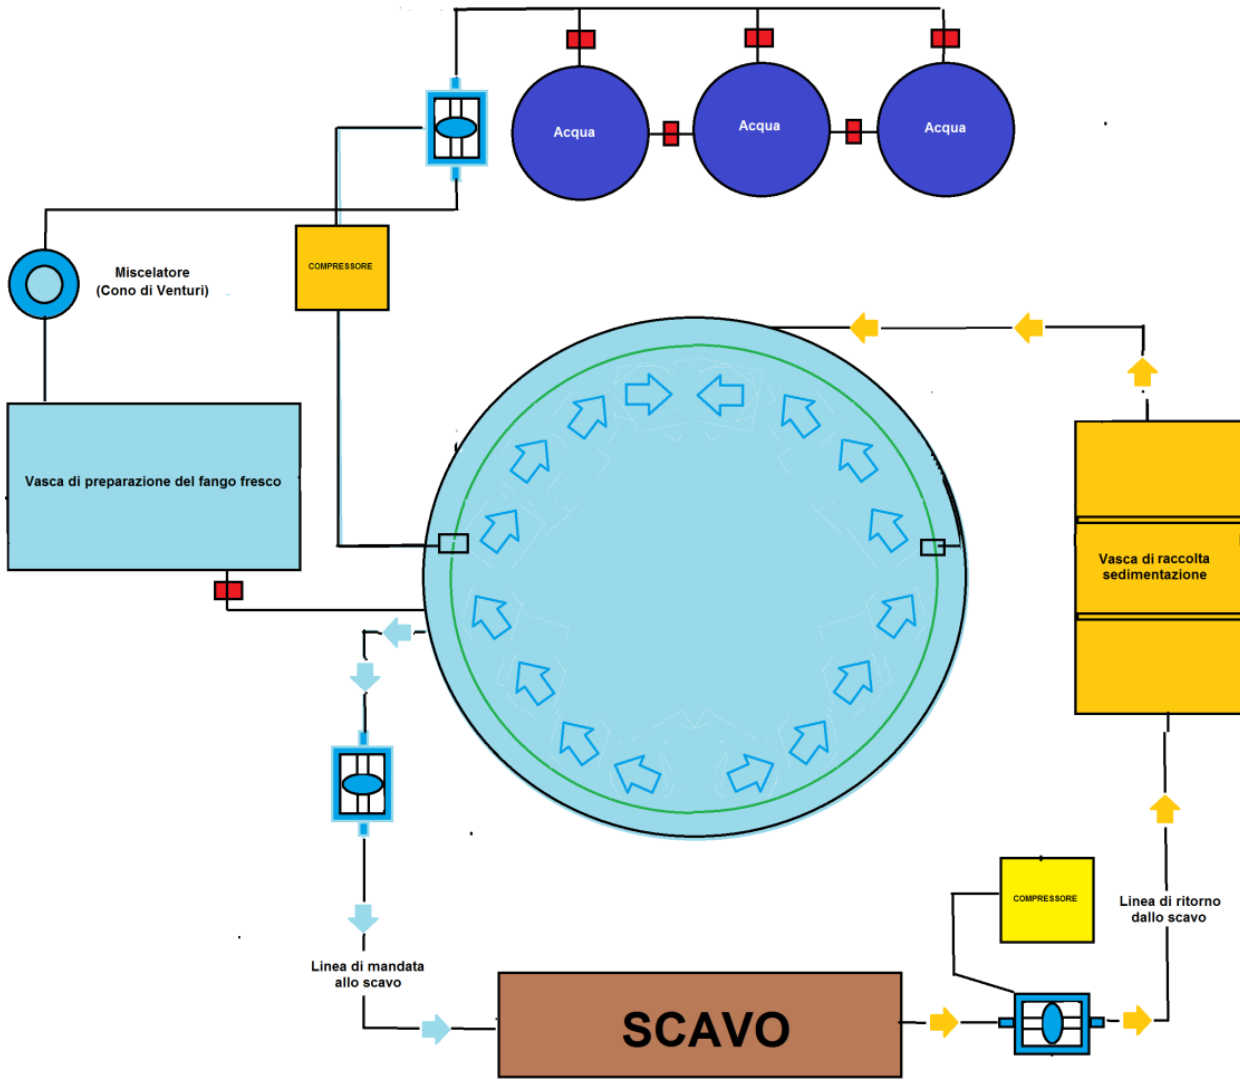 Acqua
Acqua
Acqua
COMPRESSORE
Miscelatore
(Cono di Venturi)
Vasca di preparazione del fango fresco
Vasca di raccolta
sedimentazione
COMPRESSORE
Linea di ritorno
dallo scavo
Linea di mandata
allo scavo
SCAVO